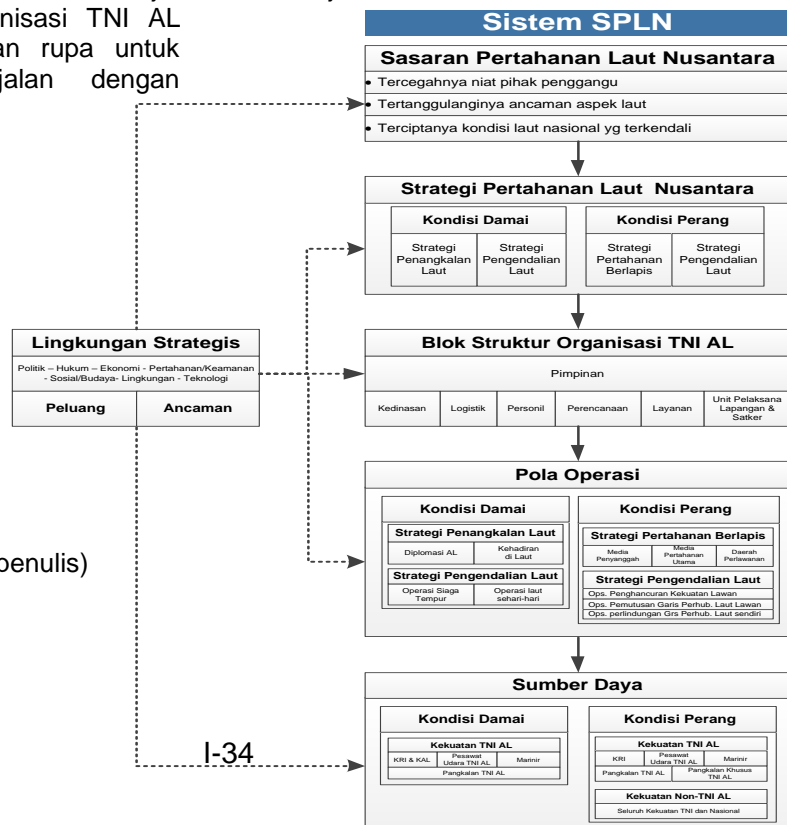 nisasi TNI AL
an rupa untuk
jalan dengan
Sistem SPLN
Sasaran Pertahanan Laut Nusantara
• Tercegahnya niat pihak penggangu
• Tertanggulanginya ancaman aspek laut
• Terciptanya kondisi laut nasional yg terkendali
Strategi Pertahanan Laut Nusantara
Kondisi Damai
Strategi
Penangkalan
Laut
Strategi
Pengendalian
Laut
Kondisi Perang
Strategi
Pertahanan
Berlapis
Strategi
Pengendalian
Laut
Lingkungan Strategis
Politik – Hukum – Ekonomi - Pertahanan/Keamanan
- Sosial/Budaya- Lingkungan - Teknologi
Peluang
Ancaman
Blok Struktur Organisasi TNI AL
Pimpinan
Kedinasan
Logistik
Personil
Perencanaan
Layanan
Unit Pelaksana
Lapangan &
Satker
Pola Operasi
Kondisi Damai
Strategi Penangkalan Laut
Diplomasi AL
Kehadiran
di Laut
Strategi Pengendalian Laut
Operasi Siaga
Tempur
Operasi laut
sehari-hari
Kondisi Perang
Strategi Pertahanan Berlapis
Media
Penyanggah
Media
Pertahanan
Utama
Daerah
Perlawanan
Strategi Pengendalian Laut
Ops. Penghancuran Kekuatan Lawan
Ops. Pemutusan Garis Perhub. Laut Lawan
Ops. perlindungan Grs Perhub. Laut sendiri
penulis)
Sumber Daya
Kondisi Damai
Kekuatan TNI AL
KRI & KAL
Pesawat
Udara TNI AL
Marinir
Pangkalan TNI AL
Kondisi Perang
Kekuatan TNI AL
KRI
Pesawat
Udara TNI AL
Marinir
Pangkalan TNI AL
Pangkalan Khusus
TNI AL
Kekuatan Non-TNI AL
Seluruh Kekuatan TNI dan Nasional
I-34